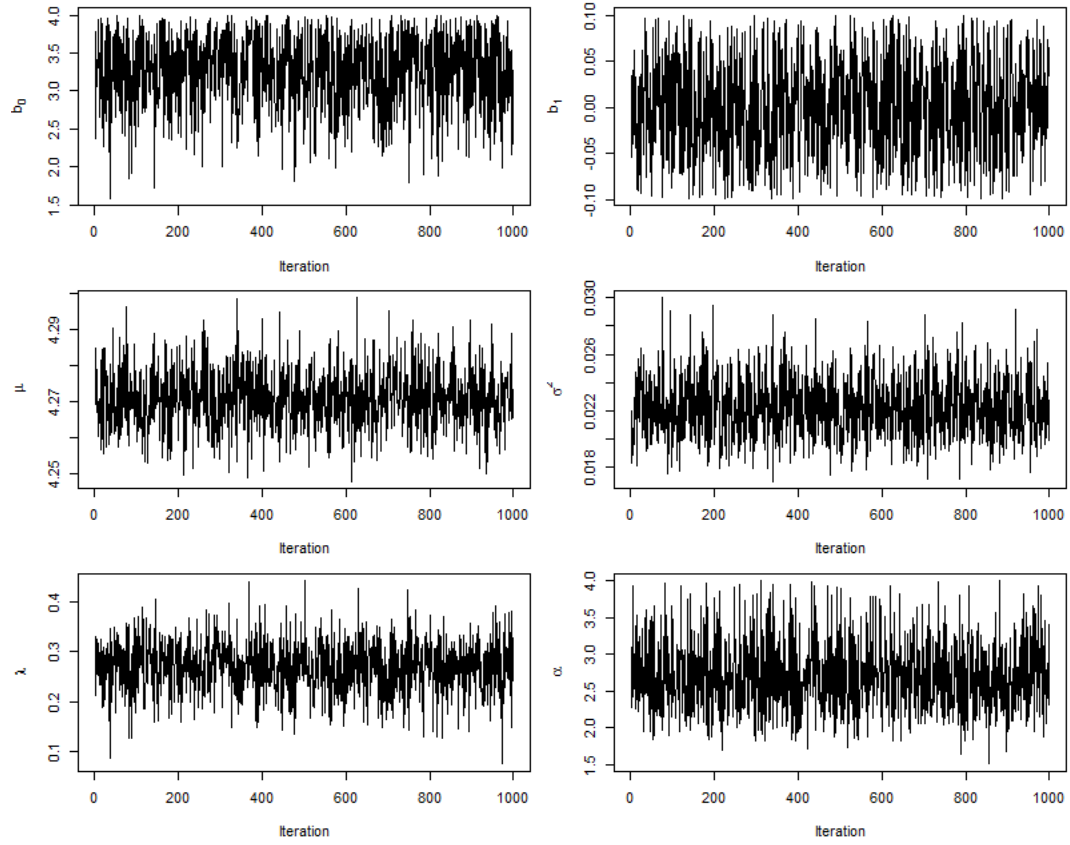 b0
1.5 2.0 2.5 3.0 3.5 4.0
0 200 400 600 800 1000
Iteration
b1
-0.10 -0.05 0.00 0.05 0.10
0 200 400 600 800 1000
Iteration
μ
4.25 4.27 4.29
0 200 400 600 800 1000
Iteration
σ²
0.018 0.022 0.026 0.030
0 200 400 600 800 1000
Iteration
λ
0.1 0.2 0.3 0.4
0 200 400 600 800 1000
Iteration
α
1.5 2.0 2.5 3.0 3.5 4.0
0 200 400 600 800 1000
Iteration